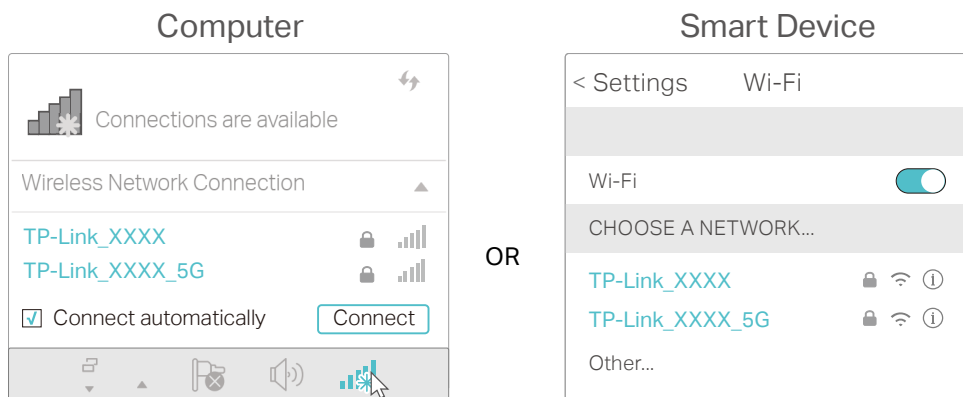 Computer
Connections are available
Wireless Network Connection
TP-Link_XXXX
TP-Link_XXXX_5G
Connect automatically
Connect
OR
Smart Device
< Settings Wi-Fi
Wi-Fi
CHOOSE A NETWORK...
TP-Link_XXXX
TP-Link_XXXX_5G
Other...